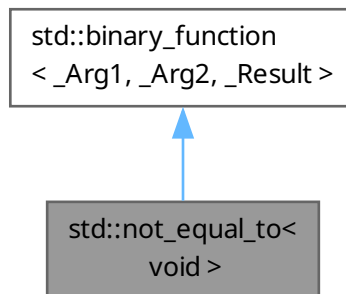 std::binary_function
< _Arg1, _Arg2, _Result >
std::not_equal_to<
void >